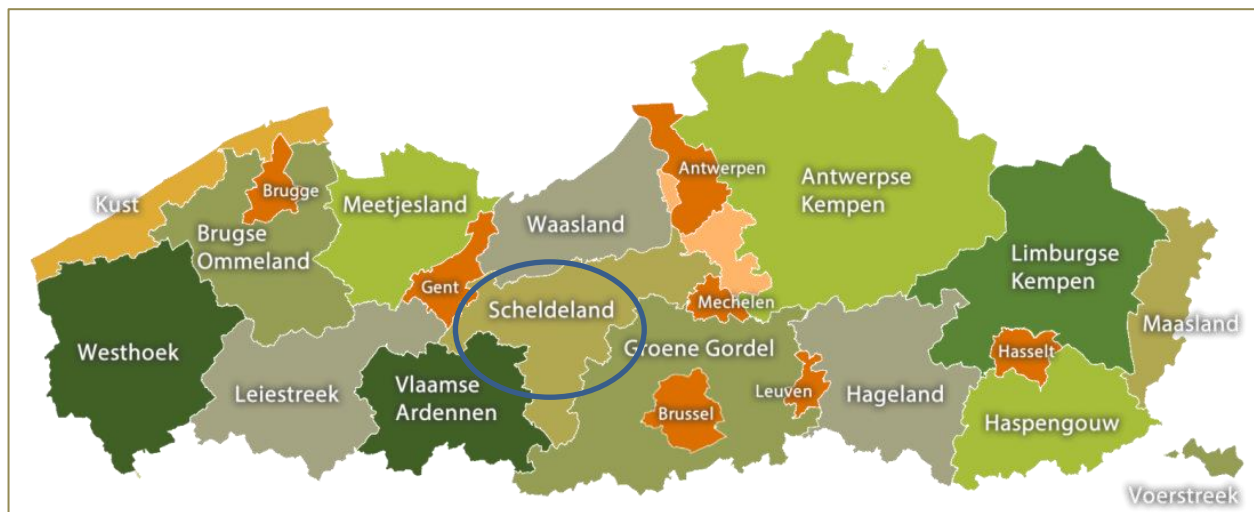 Kust
Brugge
Brugse
Ommeland
Meetjesland
Waasland
Antwerpen
Antwerpse
Kempen
Limburgse
Kempen
Maasland
Gent
Scheldeland
Mechelen
Westhoek
Leiestreek
Vlaamse
Ardennen
Groene Gordel
Brussel
Leuven
Hageland
Hasselt
Haspengouw
Voerstreek